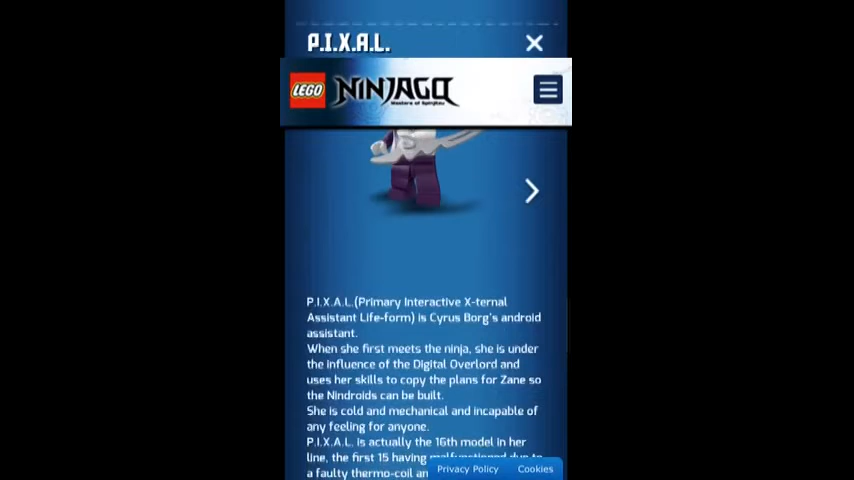 P.I.X.A.L.
LEGO NINJAGO
Masters of Spinjitzu
P.I.X.A.L.(Primary Interactive X-ternal
Assistant Life-form) is Cyrus Borg's android
assistant.
When she first meets the ninja, she is under
the influence of the Digital Overlord and
uses her skills to copy the plans for Zane so
the Nindroids can be built.
She is cold and mechanical and incapable of
any feeling for anyone.
P.I.X.A.L. is actually the 16th model in her
line, the first 15 having malfunctioned due to
a faulty thermo-coil an
Privacy Policy Cookies